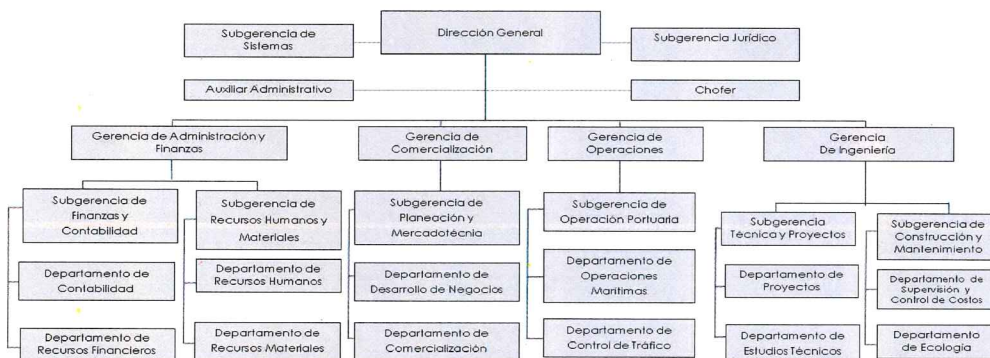 Subgerencia de
Sistemas
Dirección General
Subgerencia Jurídico
Auxiliar Administrativo
Chofer
Gerencia de Administración y
Finanzas
Gerencia de
Comercialización
Gerencia de
Operaciones
Gerencia
De Ingeniería
Subgerencia de
Finanzas y
Contabilidad
Subgerencia de
Recursos Humanos y
Materiales
Subgerencia de
Planeación y
Mercadotécnia
Subgerencia de
Operación Portuaria
Subgerencia
Técnica y Proyectos
Subgerencia de
Construcción y
Mantenimiento
Departamento de
Contabilidad
Departamento de
Recursos Humanos
Departamento de
Desarrollo de Negocios
Departamento de
Operaciones
Marítimas
Departamento de
Proyectos
Departamento de
Supervisión y
Control de Costos
Departamento de
Recursos Financieros
Departamento de
Recursos Materiales
Departamento de
Comercialización
Departamento de
Control de Tráfico
Departamento de
Estudios Técnicos
Departamento
de Ecología